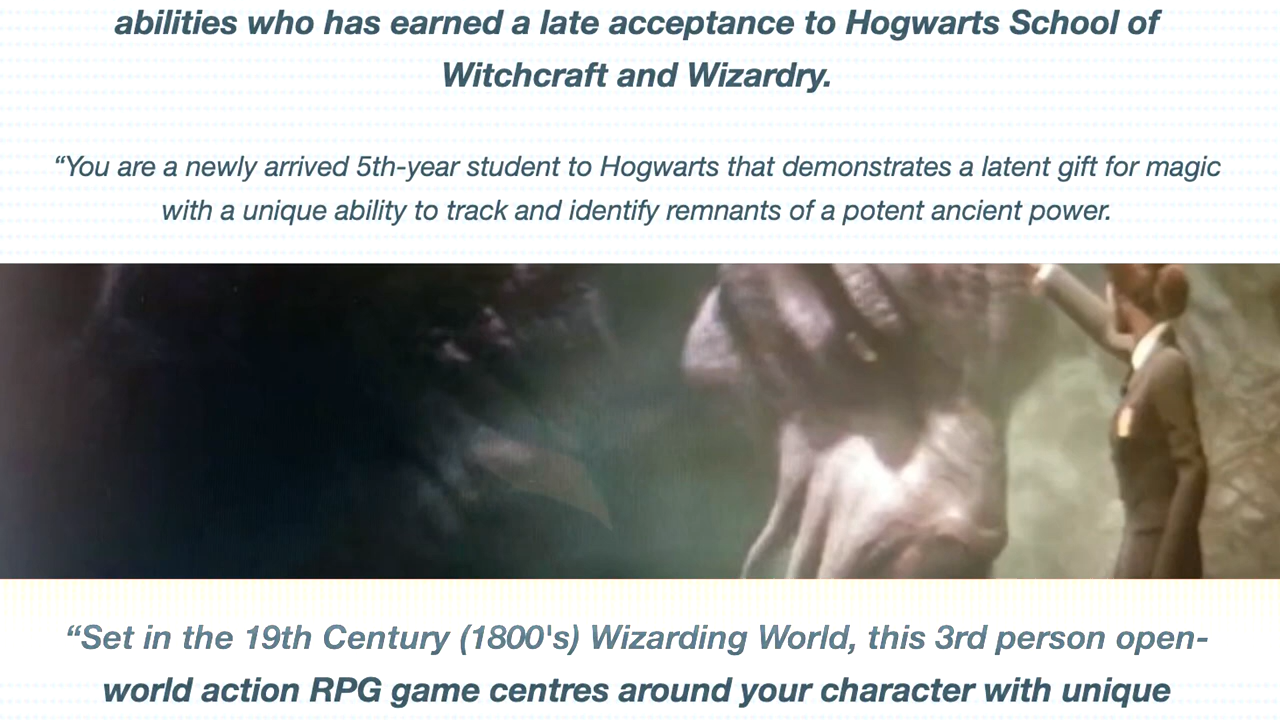 abilities who has earned a late acceptance to Hogwarts School of
Witchcraft and Wizardry.
“You are a newly arrived 5th-year student to Hogwarts that demonstrates a latent gift for magic
with a unique ability to track and identify remnants of a potent ancient power.
“Set in the 19th Century (1800's) Wizarding World, this 3rd person open-
world action RPG game centres around your character with unique